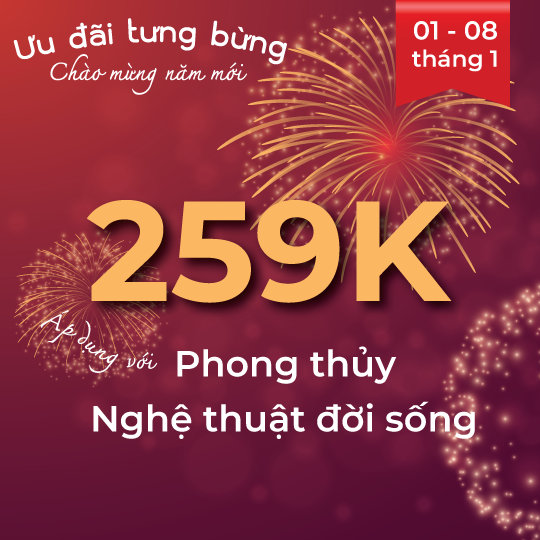 Ưu đãi tưng bừng
Chào mừng năm mới
01 - 08
tháng 1
259K
Áp dụng với
Phong thủy
Nghệ thuật đời sống